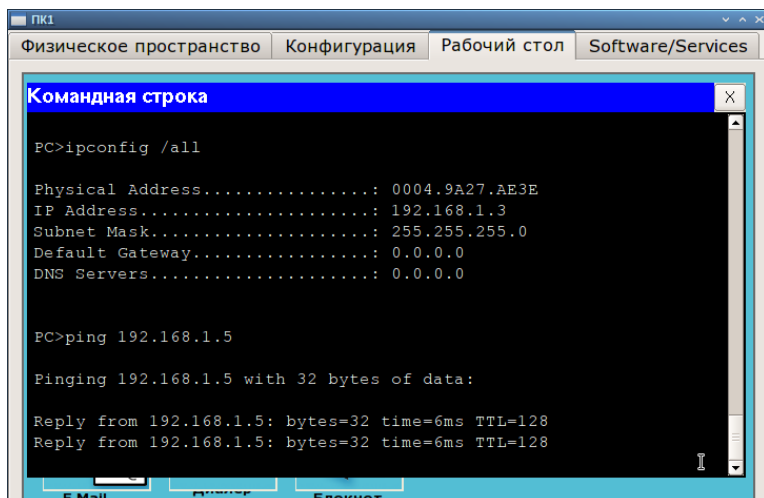 ПК1
Физическое пространство Конфигурация Рабочий стол Software/Services
Командная строка X
PC>ipconfig /all
Physical Address................: 0004.9A27.AE3E
IP Address......................: 192.168.1.3
Subnet Mask.....................: 255.255.255.0
Default Gateway.................: 0.0.0.0
DNS Servers.....................: 0.0.0.0
PC>ping 192.168.1.5
Pinging 192.168.1.5 with 32 bytes of data:
Reply from 192.168.1.5: bytes=32 time=6ms TTL=128
Reply from 192.168.1.5: bytes=32 time=6ms TTL=128
E Mail Диалер Блокнот